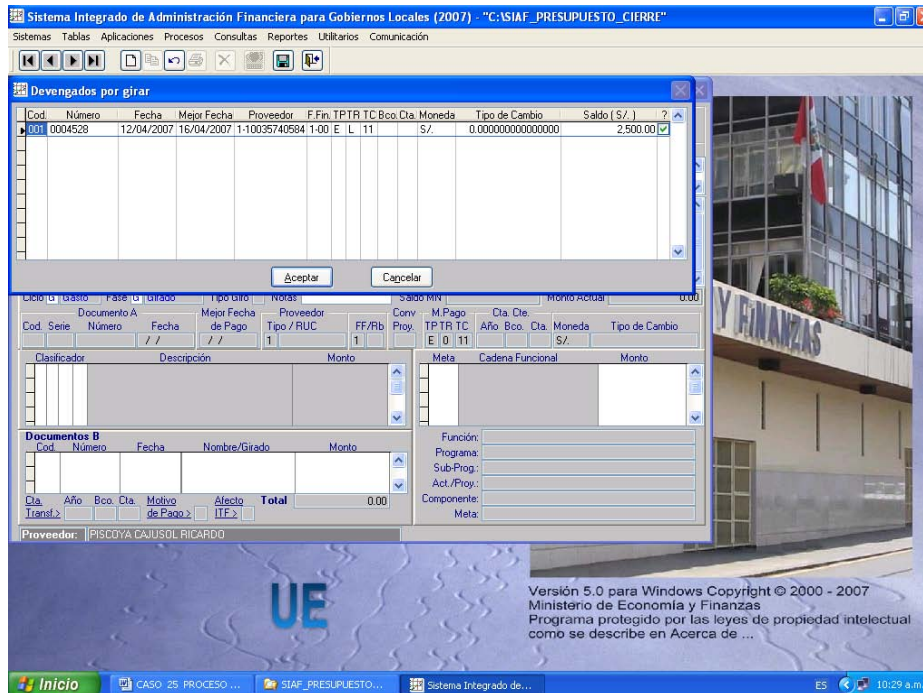 Sistema Integrado de Administración Financiera para Gobiernos Locales (2007) - "C:\SIAF_PRESUPUESTO_CIERRE"
Sistemas Tablas Aplicaciones Procesos Consultas Reportes Utilitarios Comunicación
Devengados por girar
Cod. Número Fecha Mejor Fecha Proveedor F.Fin. TP TR TC Bco. Cta. Moneda Tipo de Cambio Saldo ( S/. ) ?
001 0004528 12/04/2007 16/04/2007 1-10035740584 1-00 E L 11 S/. 0.000000000000000 2,500.00
Aceptar Cancelar
Ciclo G Gasto Fase G Girado Tipo Giro Notas Saldo MN Monto Actual 0.00
Documento A Mejor Fecha Proveedor Conv M.Pago Cta. Cte.
Cod. Serie Número Fecha de Pago Tipo / RUC FF/Rb Proy. TP TR TC Año Bco. Cta. Moneda Tipo de Cambio
/ / / / 1 1 E 0 11 S/.
Clasificador Descripción Monto Meta Cadena Funcional Monto
Documentos B
Cod. Número Fecha Nombre/Girado Monto
Función:
Programa:
Sub-Prog.:
Act./Proy.:
Componente:
Meta:
Cta. Año Bco. Cta. Motivo Afecto Total 0.00
Transf.> de Pago > ITF >
Proveedor: PISCOYA CAJUSOL RICARDO
Y FINANZAS
UE
Versión 5.0 para Windows Copyright © 2000 - 2007
Ministerio de Economía y Finanzas
Programa protegido por las leyes de propiedad intelectual
como se describe en Acerca de ...
Inicio CASO 25 PROCESO ... SIAF_PRESUPUESTO... Sistema Integrado de... ES 10:29 a.m.